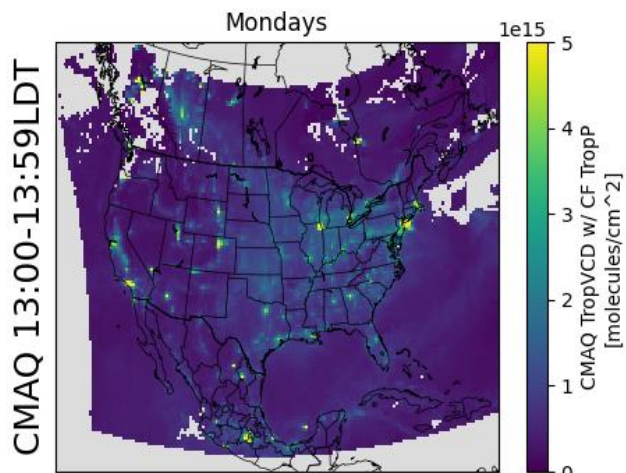 Mondays
1e15
CMAQ 13:00-13:59LDT
5
4
3
2
1
0
CMAQ TropVCD w/ CF TropP
[molecules/cm^2]